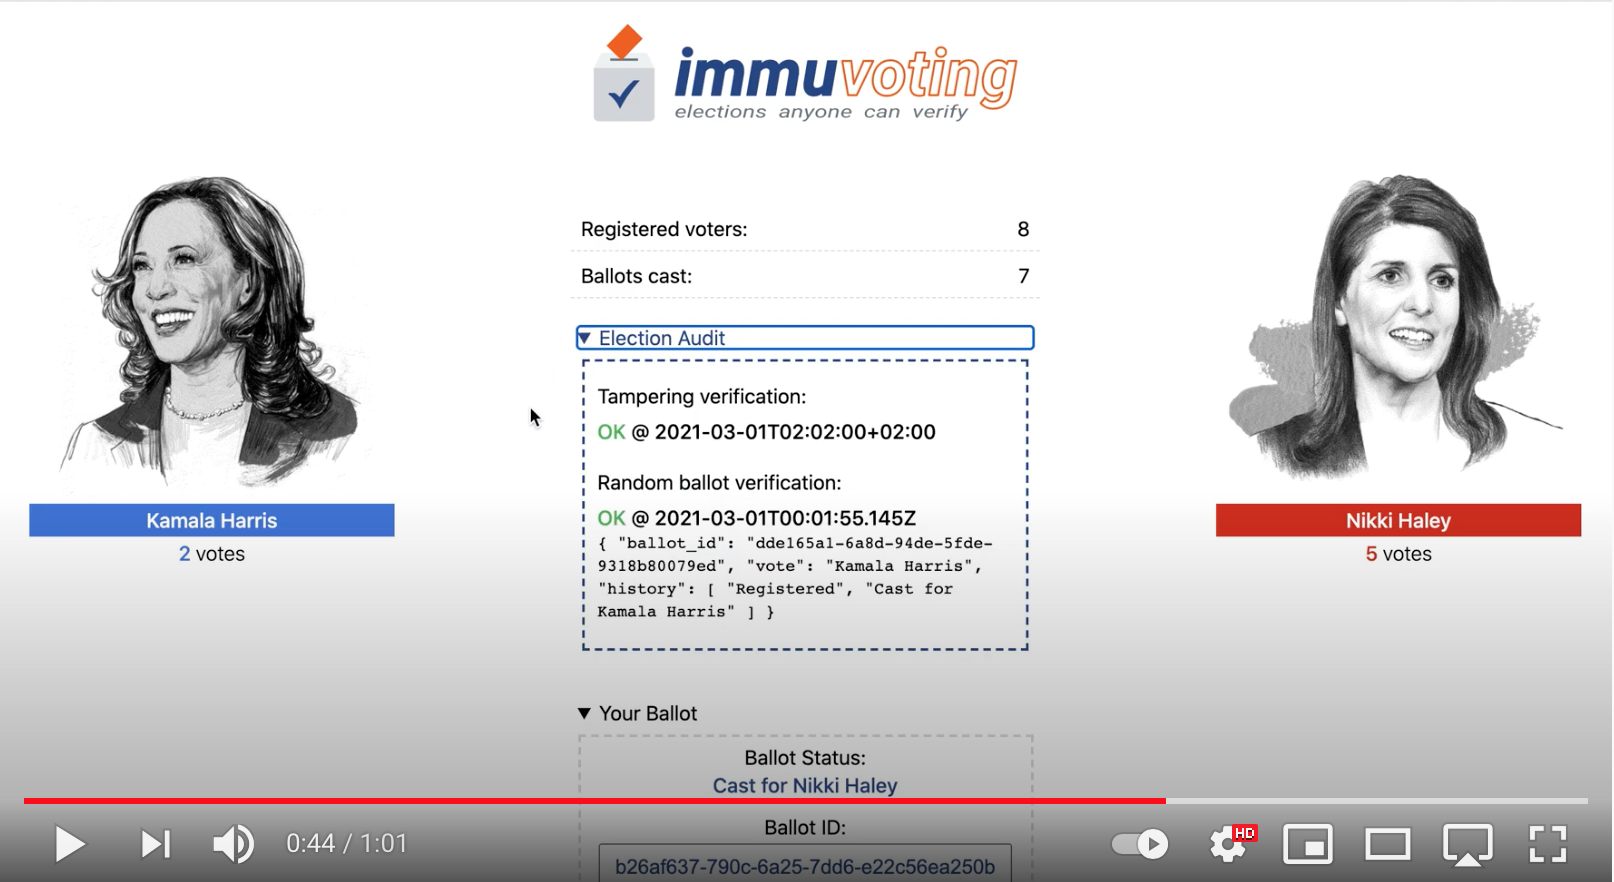 immuvoting
elections anyone can verify
Registered voters: 8
Ballots cast: 7
▼ Election Audit
Tampering verification:
OK @ 2021-03-01T02:02:00+02:00
Random ballot verification:
OK @ 2021-03-01T00:01:55.145Z
{ "ballot_id": "dde165a1-6a8d-94de-5fde-
9318b80079ed", "vote": "Kamala Harris",
"history": [ "Registered", "Cast for
Kamala Harris" ] }
Kamala Harris
2 votes
Nikki Haley
5 votes
▼ Your Ballot
Ballot Status:
Cast for Nikki Haley
Ballot ID:
b26af637-790c-6a25-7dd6-e22c56ea250b
0:44 / 1:01
HD